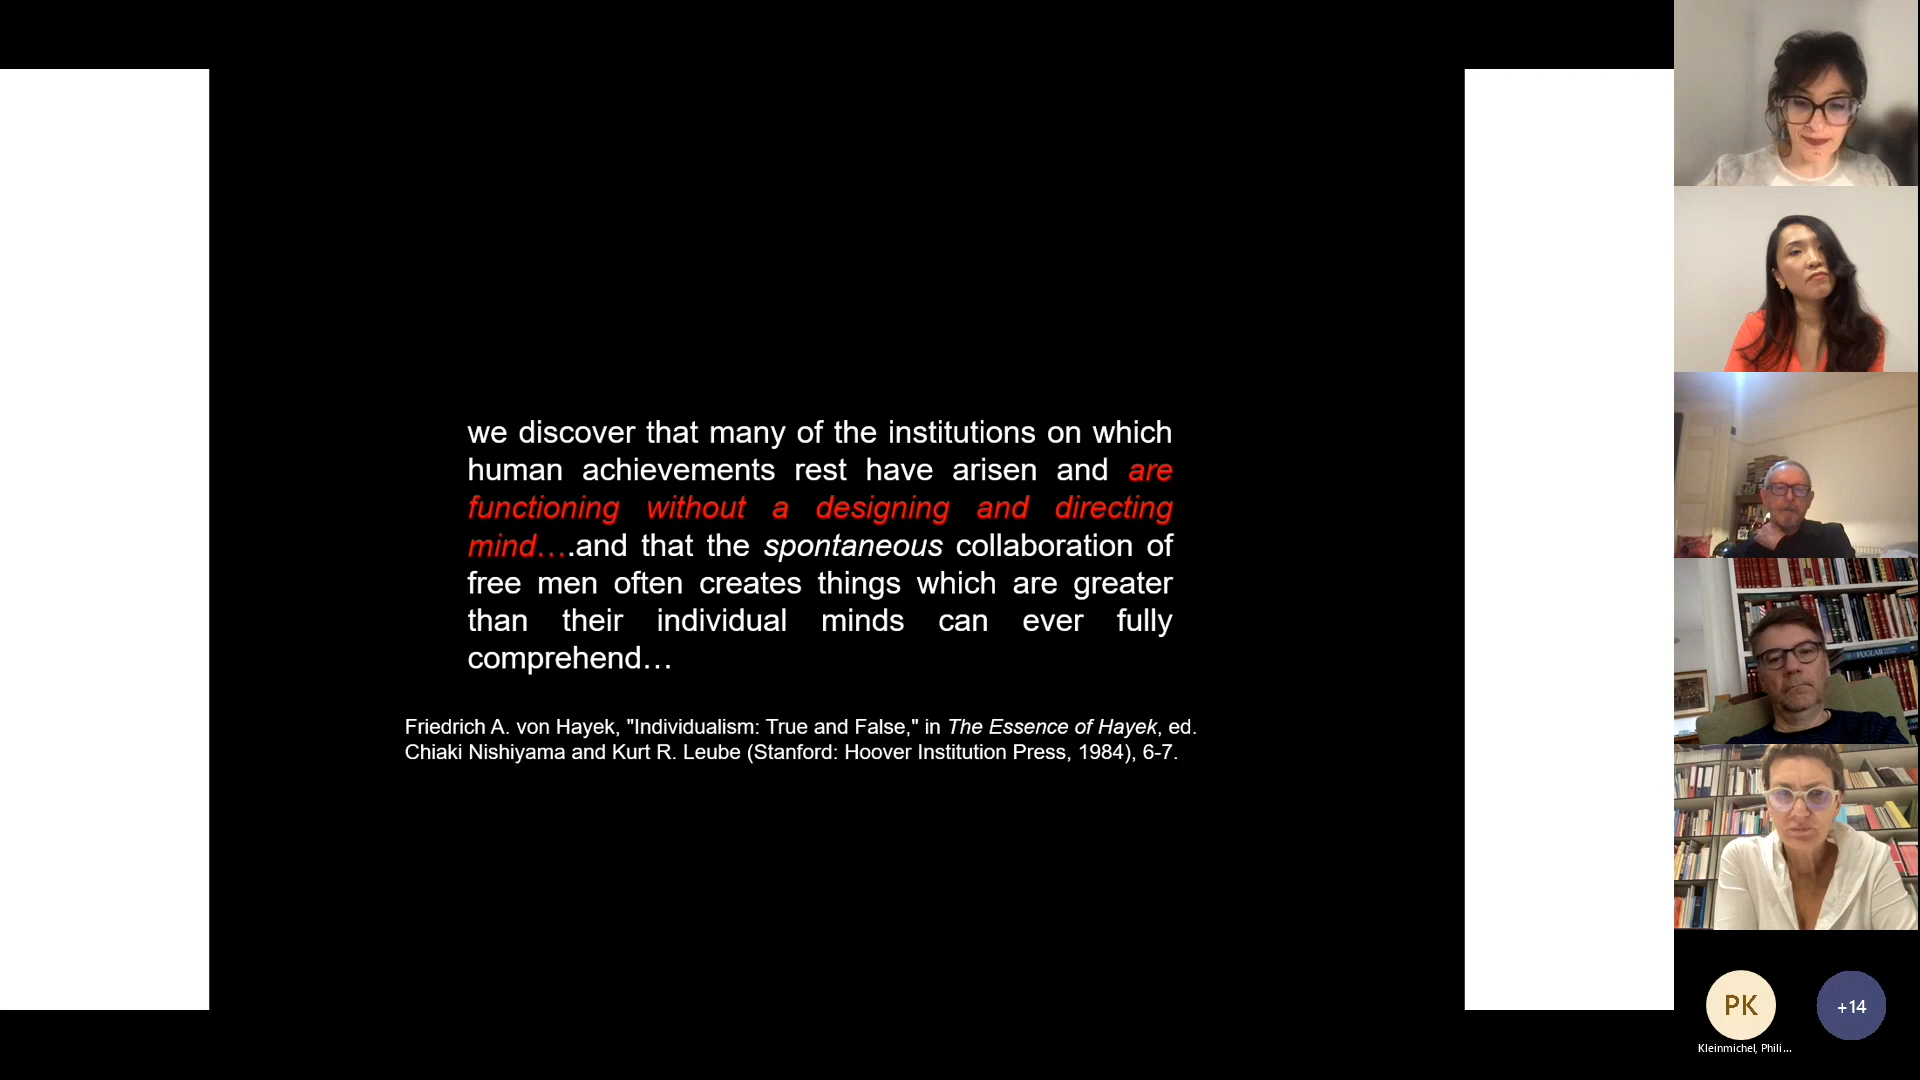 we discover that many of the institutions on which
human achievements rest have arisen and are
functioning without a designing and directing
mind….and that the spontaneous collaboration of
free men often creates things which are greater
than their individual minds can ever fully
comprehend…
Friedrich A. von Hayek, "Individualism: True and False," in The Essence of Hayek, ed.
Chiaki Nishiyama and Kurt R. Leube (Stanford: Hoover Institution Press, 1984), 6-7.
FUGLAR
PK
+14
Kleinmichel, Phili...